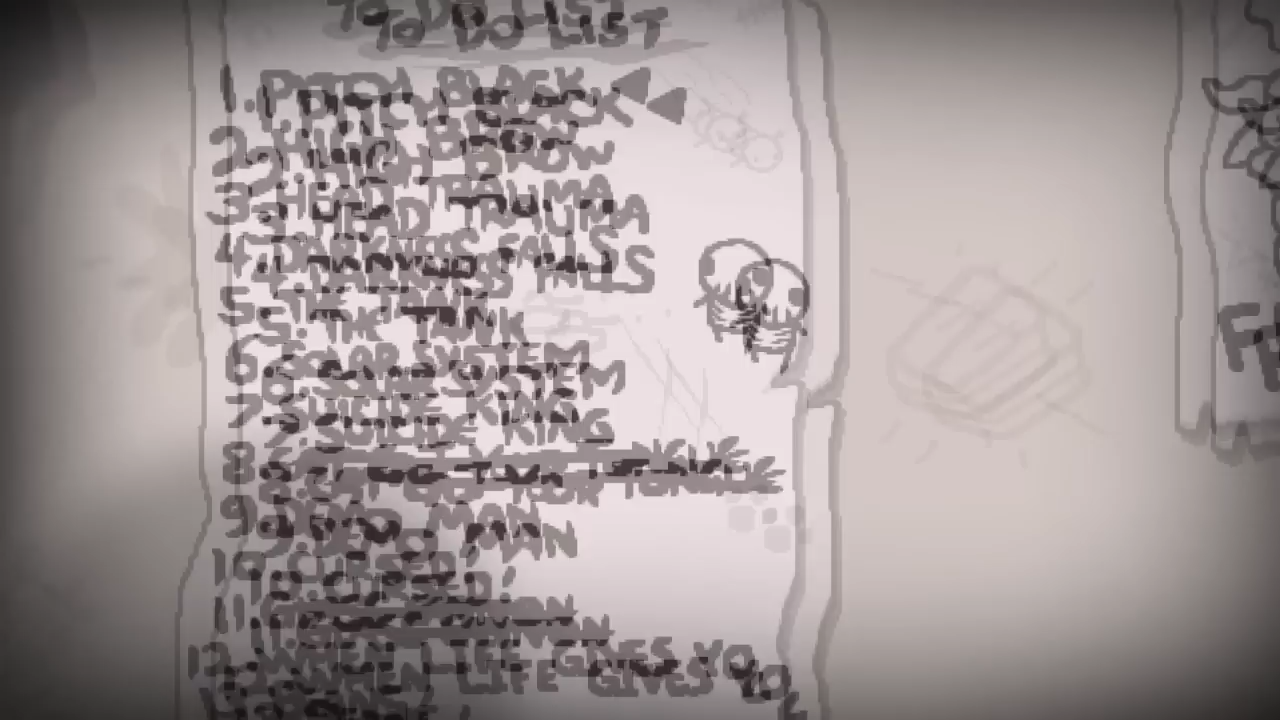 TO DO LIST
1. PITCH BLACK
2. HIGH BROW
3. HEAD TRAUMA
4. DARKNESS FALLS
5. THE TANK
6. SOLAR SYSTEM
7. SUICIDE KING
8. CAT GOT YOUR TONGUE
9. DEMO MAN
10. CURSED!
11.
12. WHEN LIFE GIVES YO